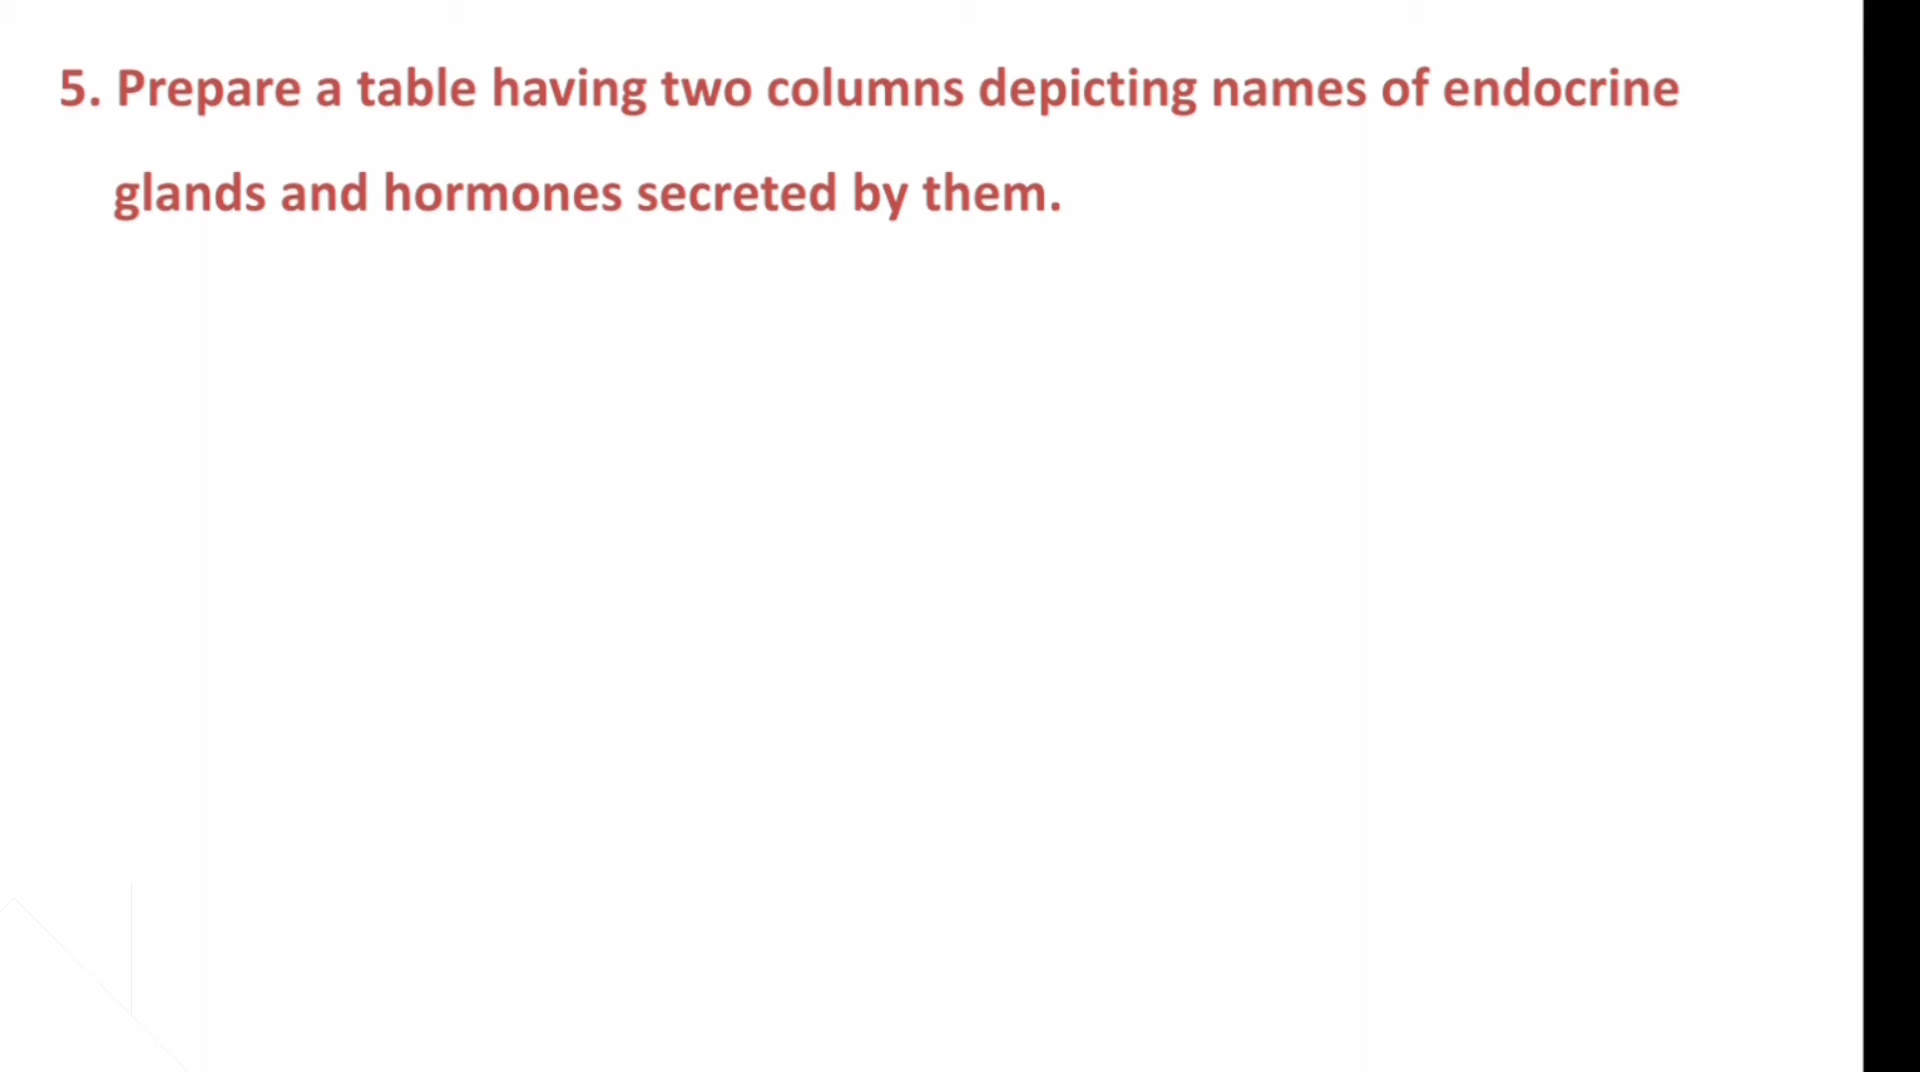 5. Prepare a table having two columns depicting names of endocrine
glands and hormones secreted by them.